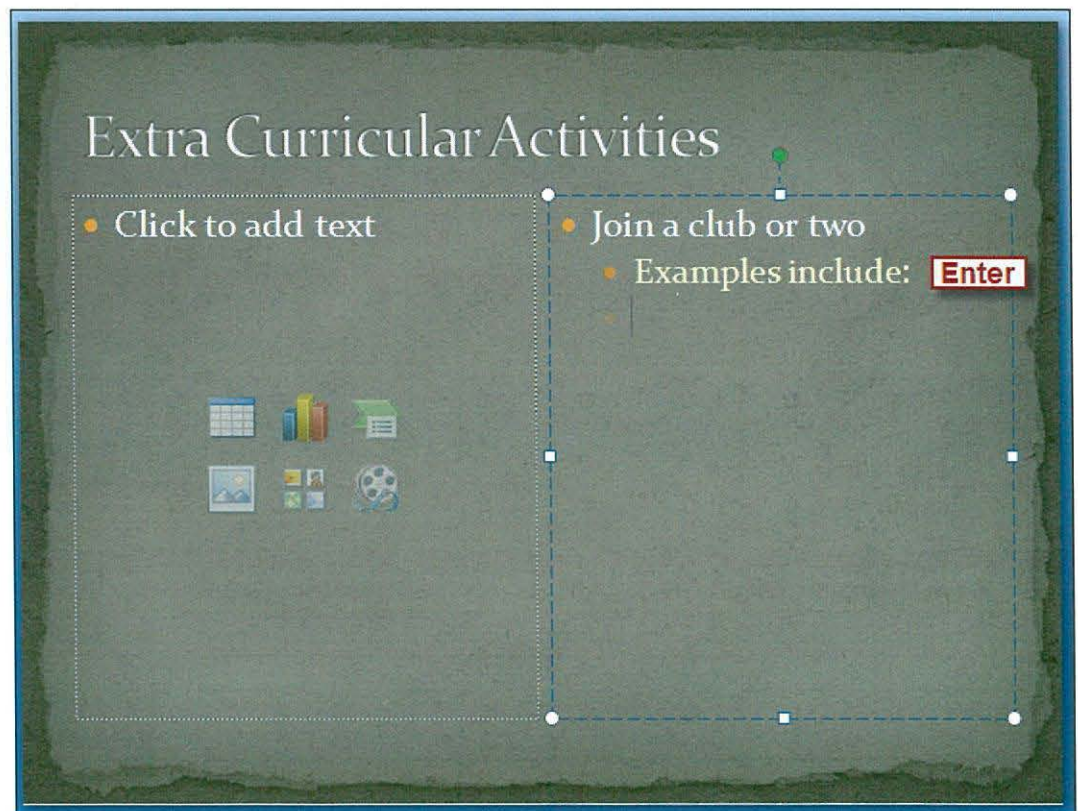 Extra Curricular Activities
Click to add text
Join a club or two
Examples include: Enter